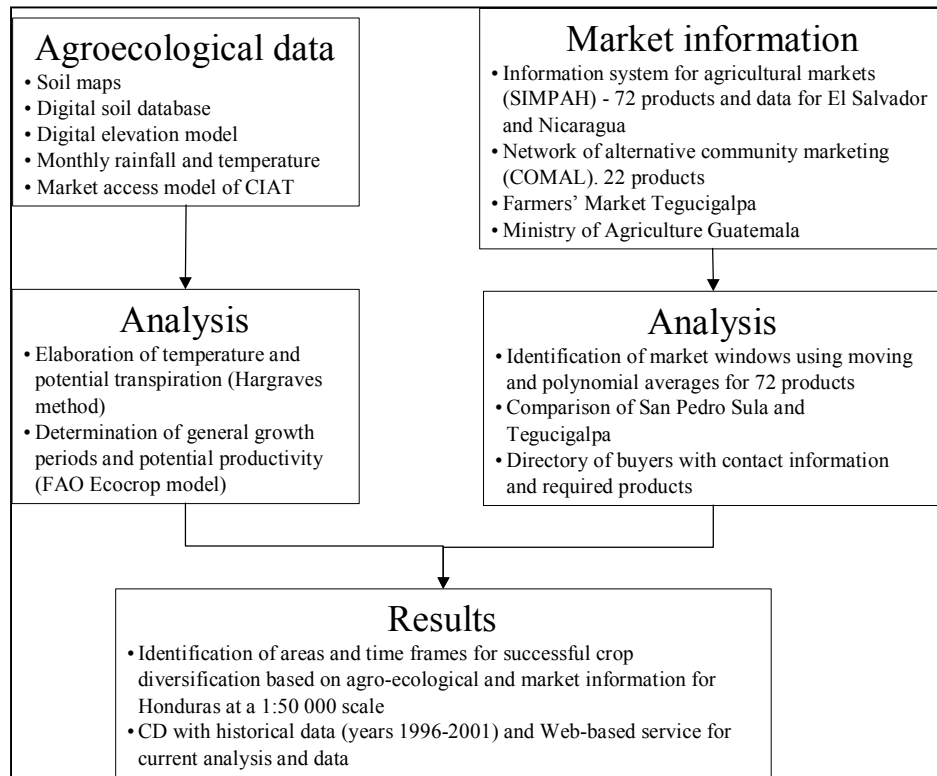 Agroecological data
• Soil maps
• Digital soil database
• Digital elevation model
• Monthly rainfall and temperature
• Market access model of CIAT
Market information
• Information system for agricultural markets
(SIMPAH) - 72 products and data for El Salvador
and Nicaragua
• Network of alternative community marketing
(COMAL). 22 products
• Farmers’ Market Tegucigalpa
• Ministry of Agriculture Guatemala
Analysis
• Elaboration of temperature and
potential transpiration (Hargraves
method)
• Determination of general growth
periods and potential productivity
(FAO Ecocrop model)
Analysis
• Identification of market windows using moving
and polynomial averages for 72 products
• Comparison of San Pedro Sula and
Tegucigalpa
• Directory of buyers with contact information
and required products
Results
• Identification of areas and time frames for successful crop
diversification based on agro-ecological and market information for
Honduras at a 1:50 000 scale
• CD with historical data (years 1996-2001) and Web-based service for
current analysis and data